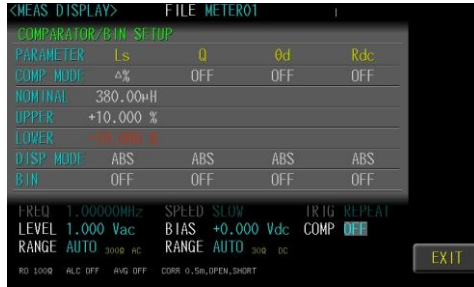 <MEAS DISPLAY> FILE METER01
COMPARATOR/BIN SETUP
PARAMETER Ls Q θd Rdc
COMP MODE △% OFF OFF OFF
NOMINAL 380.00μH
UPPER +10.000 %
LOWER -10.000 %
DISP MODE ABS ABS ABS ABS
BIN OFF OFF OFF OFF
FREQ 1.00000MHz SPEED SLOW TRIG REPEAT
LEVEL 1.000 Vac BIAS +0.000 Vdc COMP OFF
RANGE AUTO 300Ω AC RANGE AUTO 30Ω DC
RO 100Ω ALC OFF AVG OFF CORR 0.5m,OPEN,SHORT
EXIT